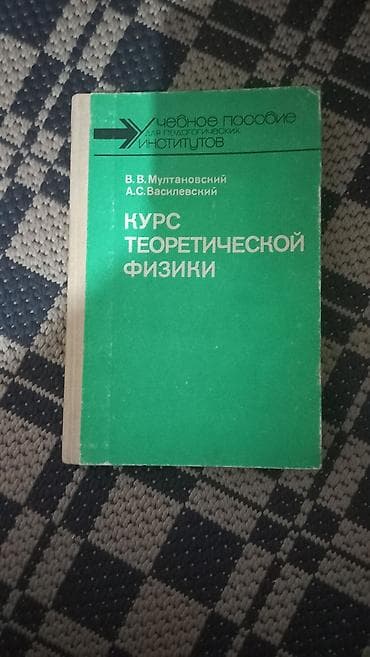 Учебное пособие
для педагогических
институтов
В. В. Мултановский
А. С. Василевский
КУРС
ТЕОРЕТИЧЕСКОЙ
ФИЗИКИ